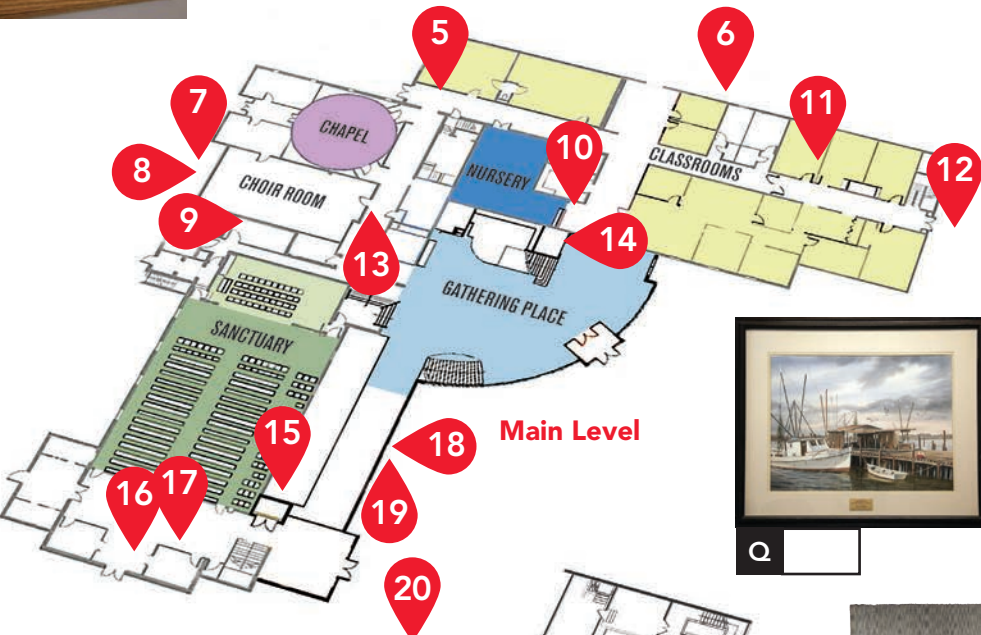 5
6
7
11
CHAPEL
10
CLASSROOMS
NURSERY
12
8
CHOIR ROOM
9
13
14
GATHERING PLACE
SANCTUARY
15
18
Main Level
16
17
19
Q
20